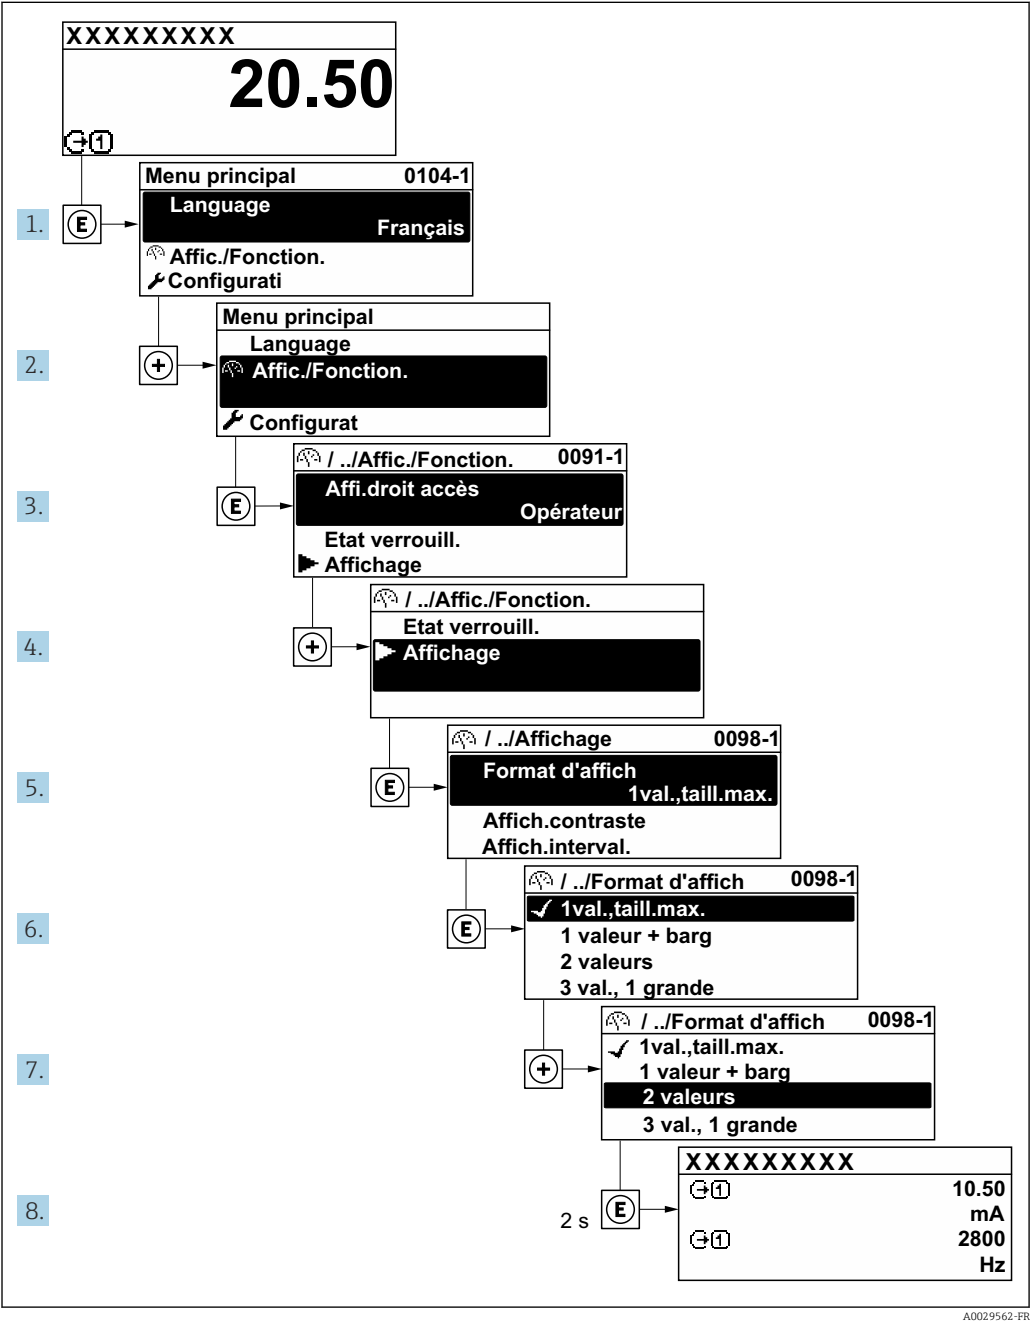 XXXXXXXXX
20.50
1
Menu principal 0104-1
Language
Français
Affic./Fonction.
Configurati
1. E
Menu principal
Language
Affic./Fonction.
Configurat
2. +
/ ../Affic./Fonction. 0091-1
Affi.droit accès
Opérateur
Etat verrouill.
Affichage
3. E
/ ../Affic./Fonction.
Etat verrouill.
Affichage
4. +
/ ../Affichage 0098-1
Format d'affich
1val.,taill.max.
Affich.contraste
Affich.interval.
5. E
/ ../Format d'affich 0098-1
1val.,taill.max.
1 valeur + barg
2 valeurs
3 val., 1 grande
6. E
/ ../Format d'affich 0098-1
1val.,taill.max.
1 valeur + barg
2 valeurs
3 val., 1 grande
7. +
XXXXXXXXX
1 10.50
mA
1 2800
Hz
8. 2 s E
A0029562-FR